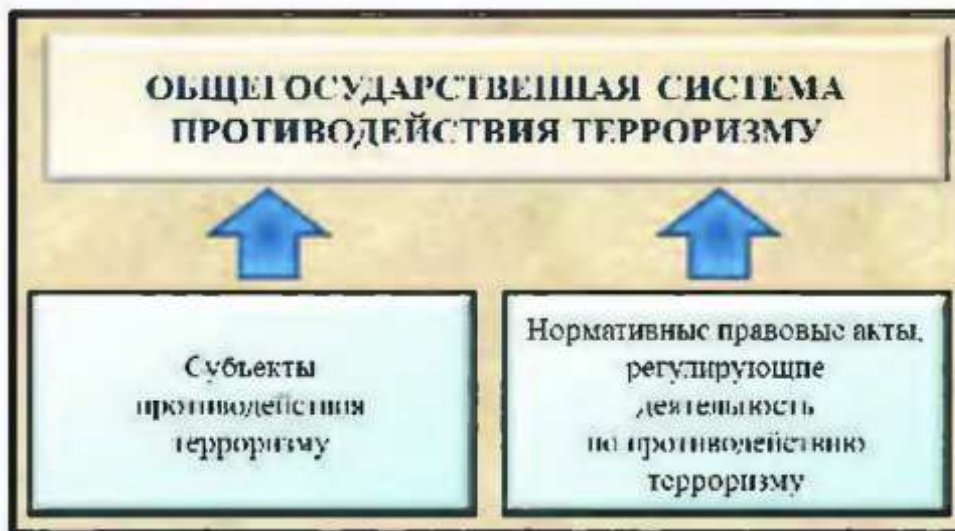 ОБЩЕГОСУДАРСТВЕННАЯ СИСТЕМА
ПРОТИВОДЕЙСТВИЯ ТЕРРОРИЗМУ
Субъекты
противодействия
терроризму
Нормативные правовые акты,
регулирующие
деятельность
по противодействию
терроризму